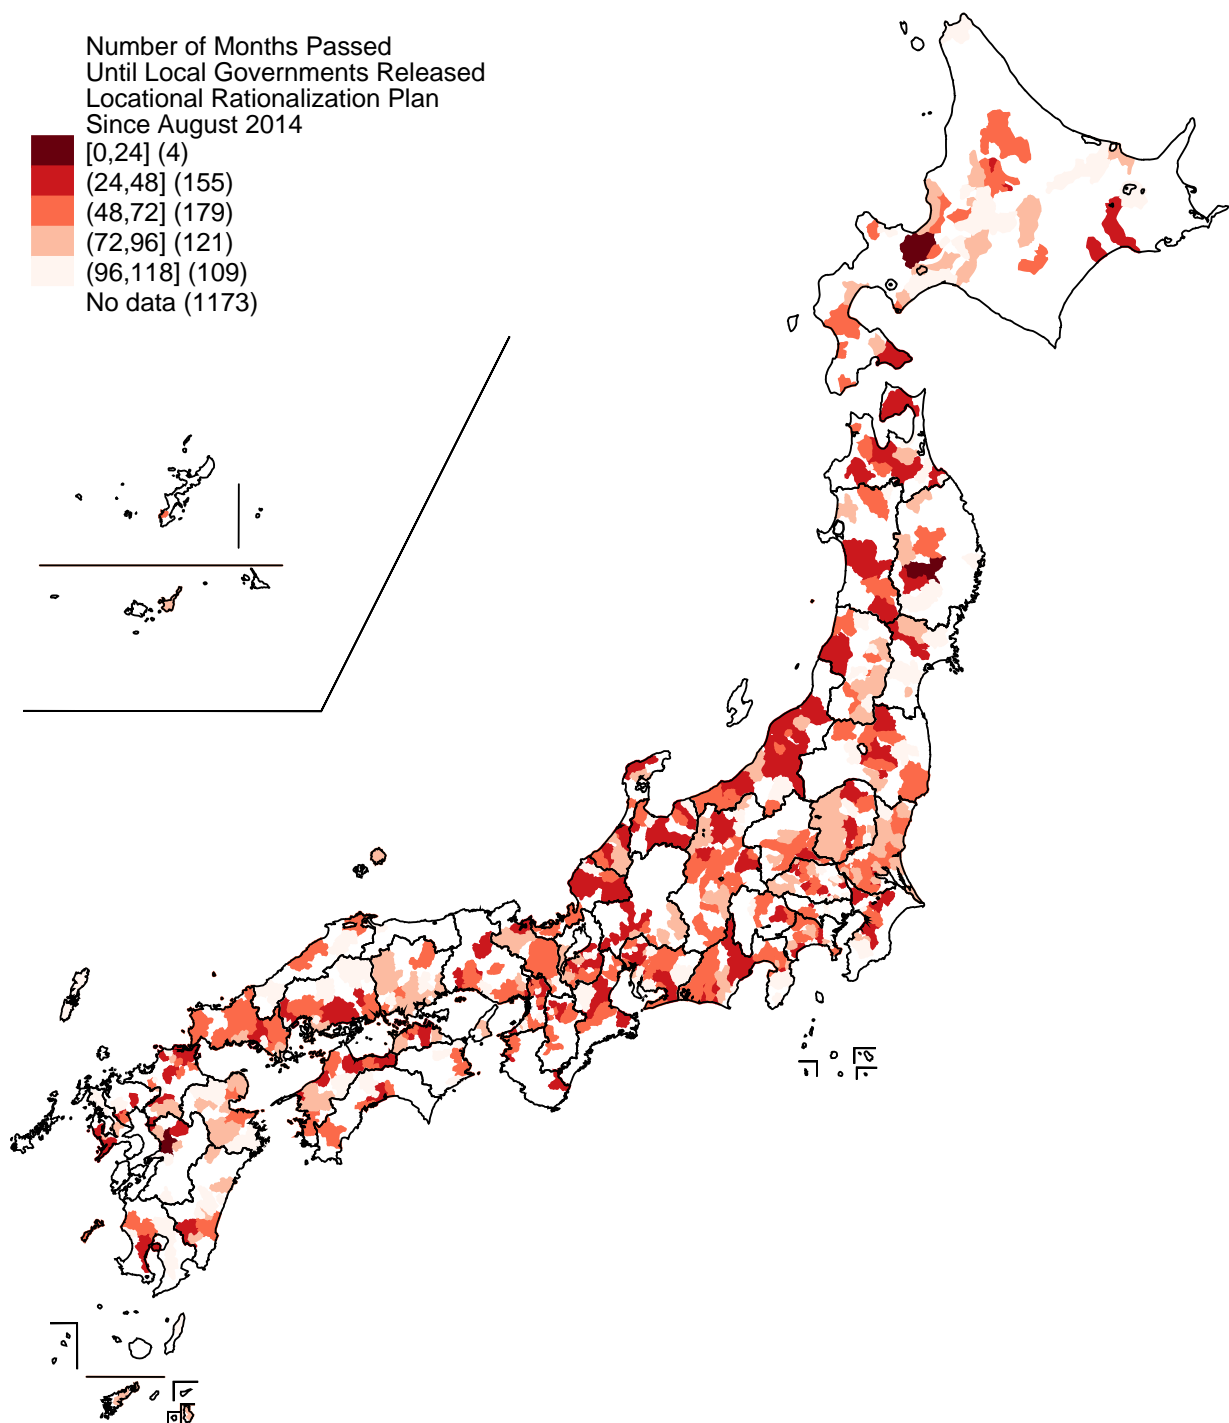 Number of Months Passed
Until Local Governments Released
Locational Rationalization Plan
Since August 2014
[0,24] (4)
(24,48] (155)
(48,72] (179)
(72,96] (121)
(96,118] (109)
No data (1173)